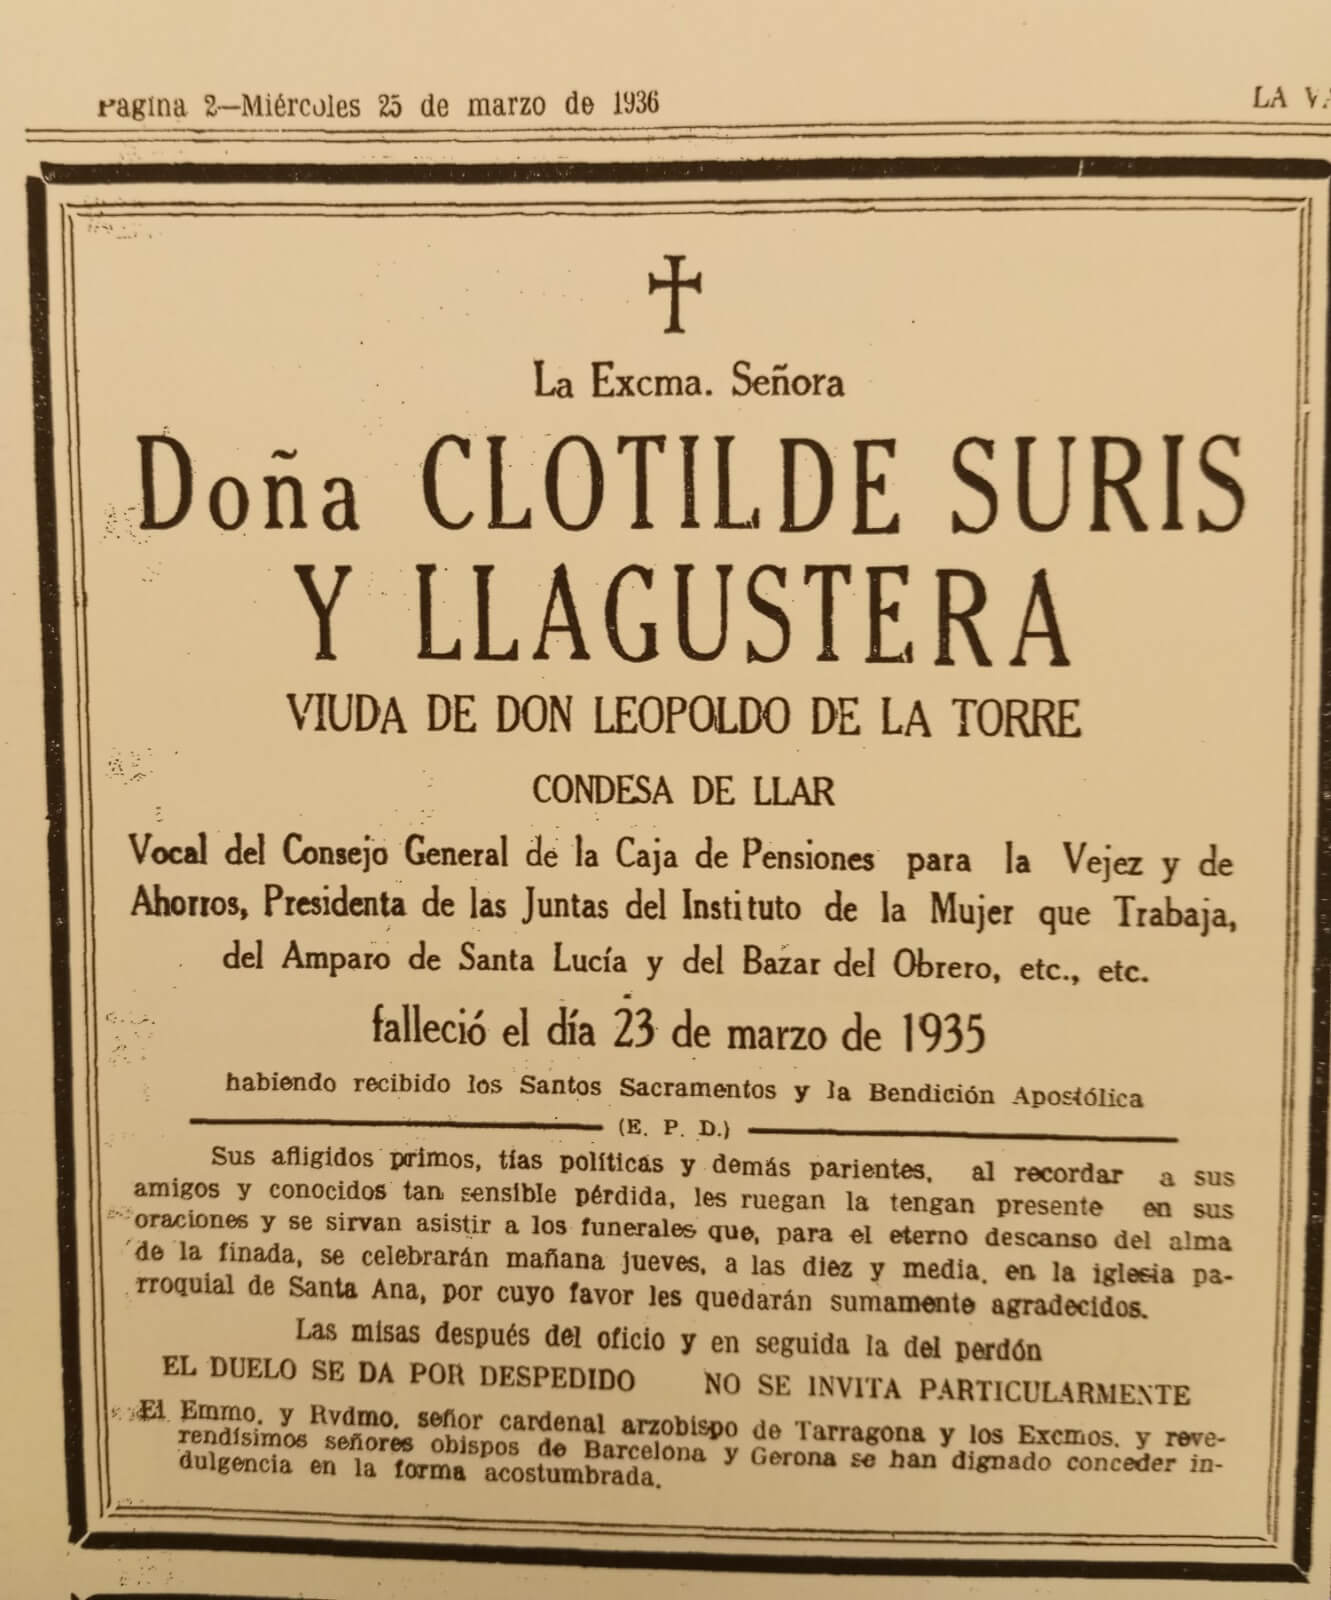 Pagina 2—Miércoles 25 de marzo de 1936
LA
La Excma. Señora
Doña CLOTILDE SURIS
Y LLAGUSTERA
VIUDA DE DON LEOPOLDO DE LA TORRE
CONDESA DE LLAR
Vocal del Consejo General de la Caja de Pensiones para la Vejez y de
Ahorros, Presidenta de las Juntas del Instituto de la Mujer que Trabaja,
del Amparo de Santa Lucía y del Bazar del Obrero, etc., etc.
falleció el día 23 de marzo de 1935
habiendo recibido los Santos Sacramentos y la Bendición Apostólica
(E. P. D.)
Sus afligidos primos, tías políticas y demás parientes, al recordar a sus
amigos y conocidos tan sensible pérdida, les ruegan la tengan presente en sus
oraciones y se sirvan asistir a los funerales que, para el eterno descanso del alma
de la finada, se celebrarán mañana jueves, a las diez y media, en la iglesia pa-
rroquial de Santa Ana, por cuyo favor les quedarán sumamente agradecidos.
Las misas después del oficio y en seguida la del perdón
EL DUELO SE DA POR DESPEDIDO NO SE INVITA PARTICULARMENTE
El Emmo. y Rvdmo. señor cardenal arzobispo de Tarragona y los Excmos. y reve-
rendísimos señores obispos de Barcelona y Gerona se han dignado conceder in-
dulgencia en la forma acostumbrada.